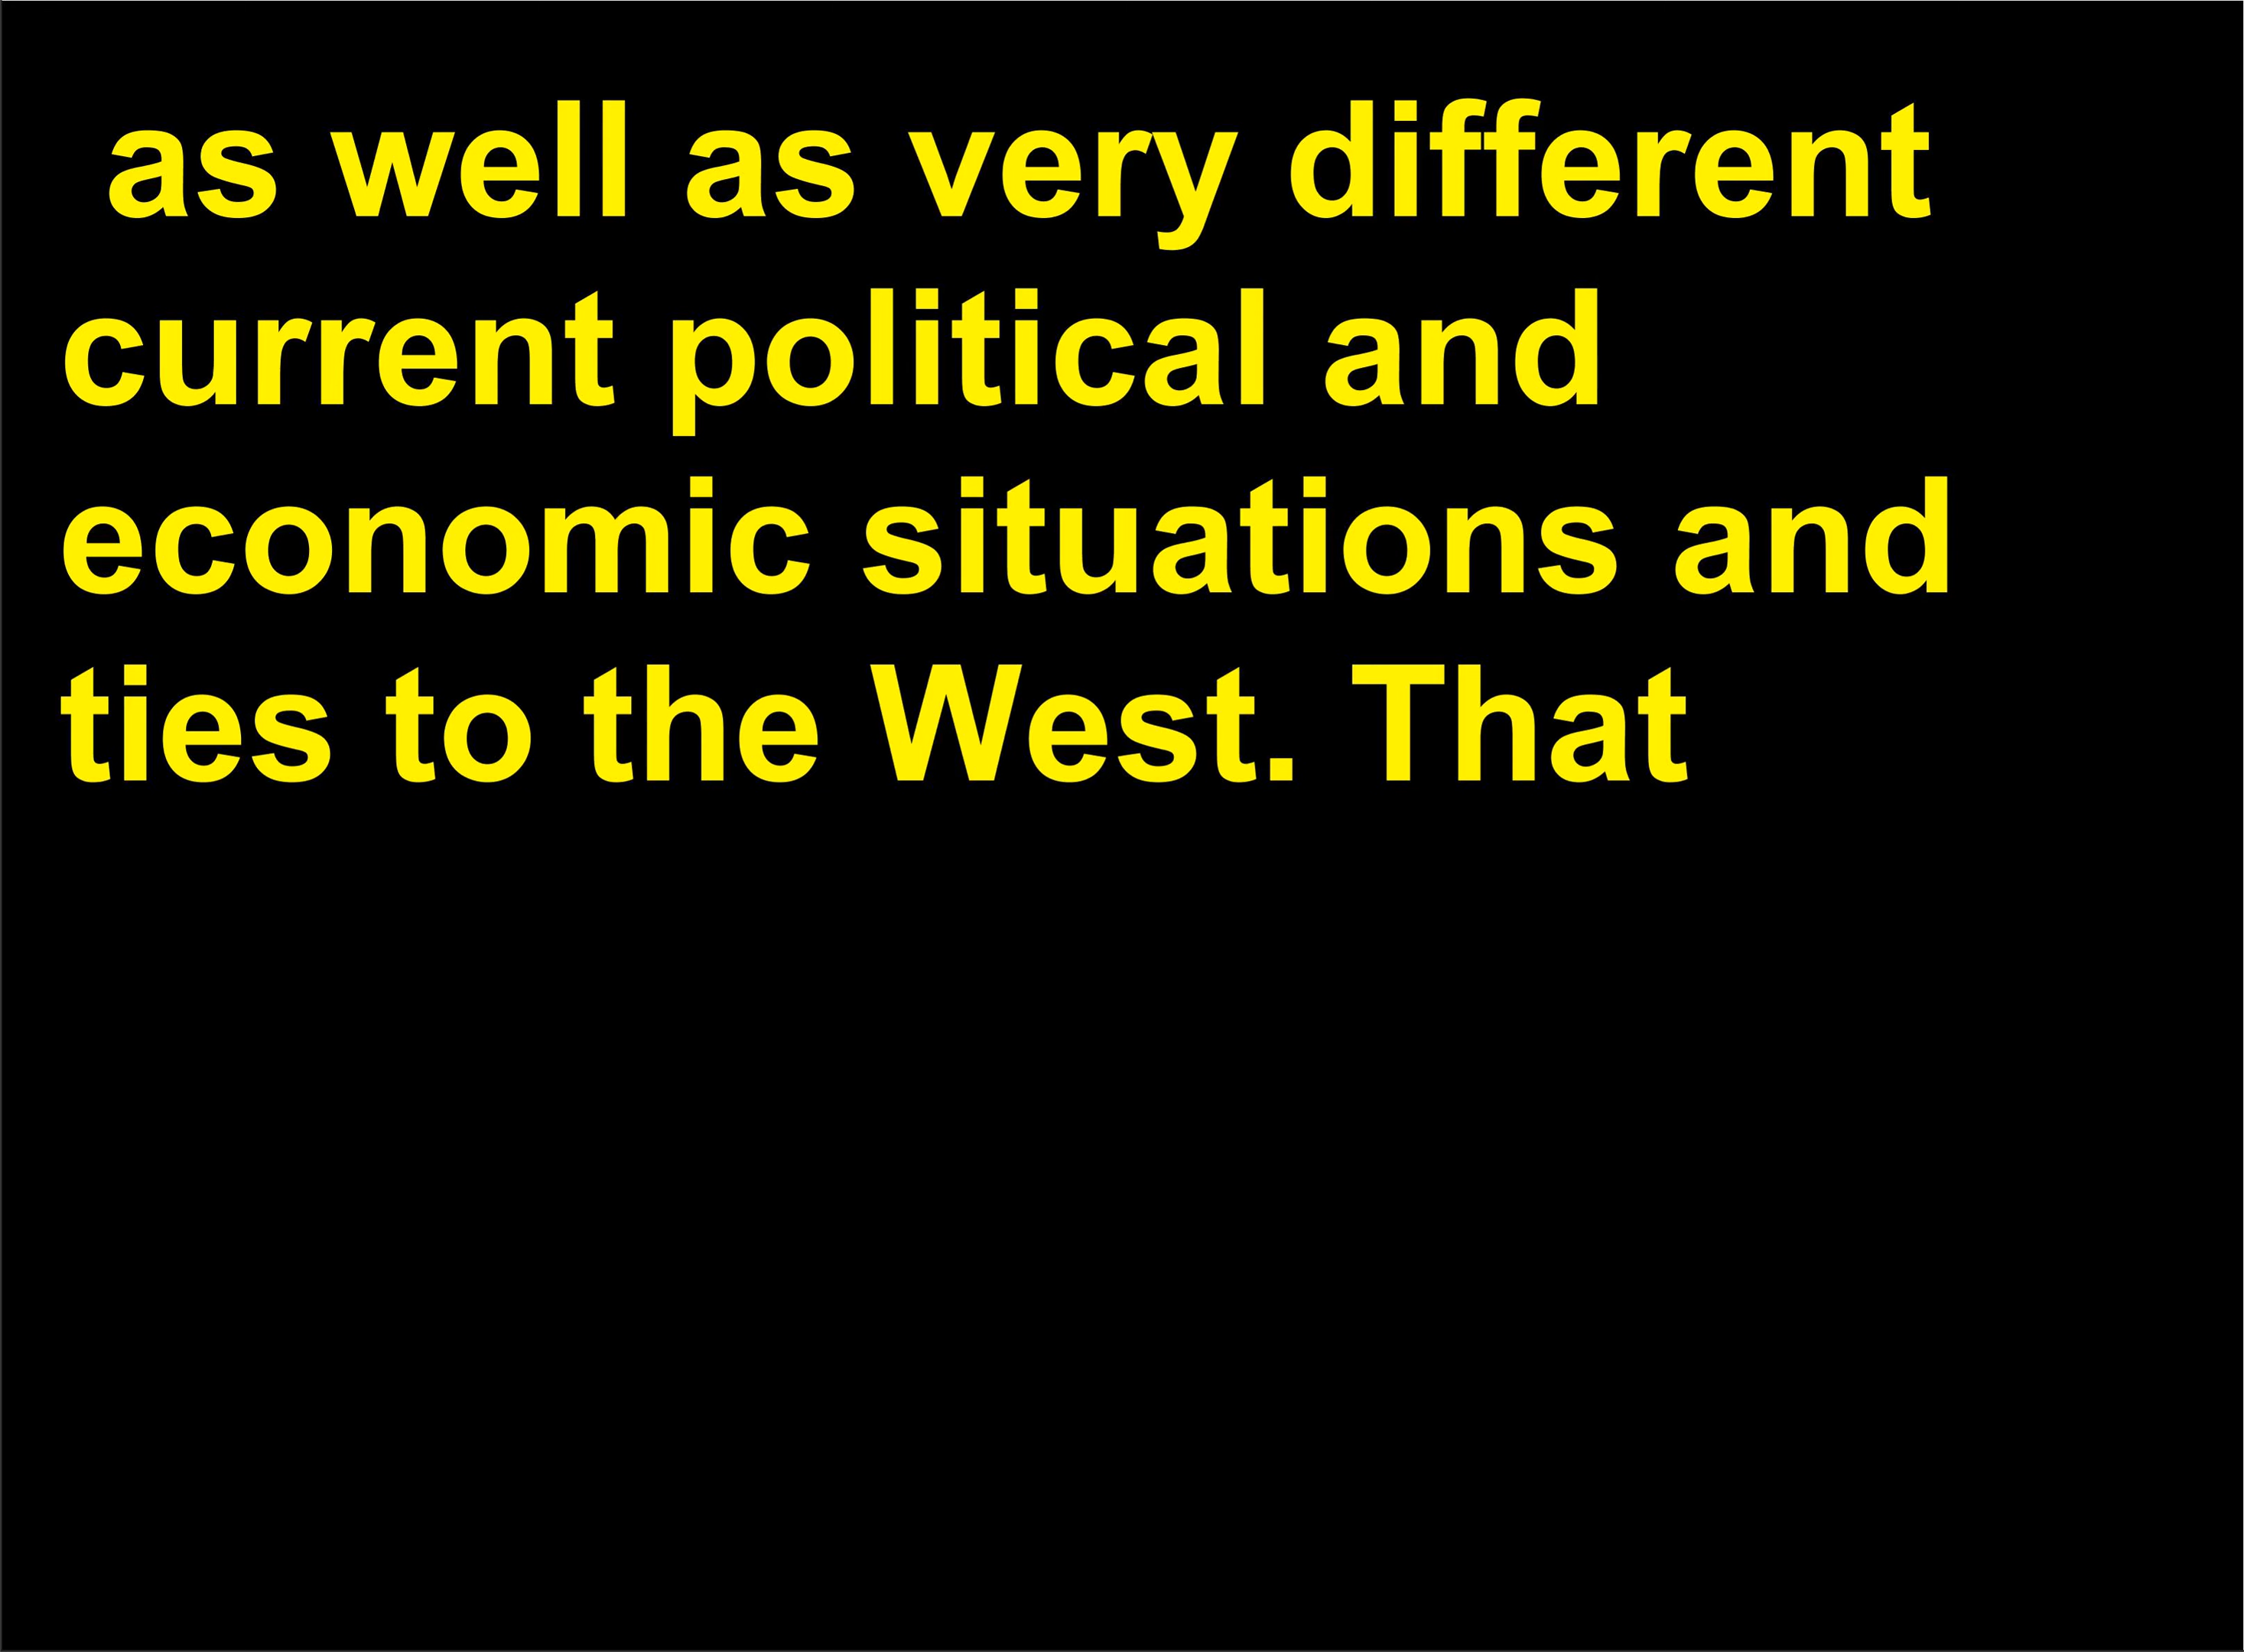 as well as very different
current political and
economic situations and
ties to the West. That